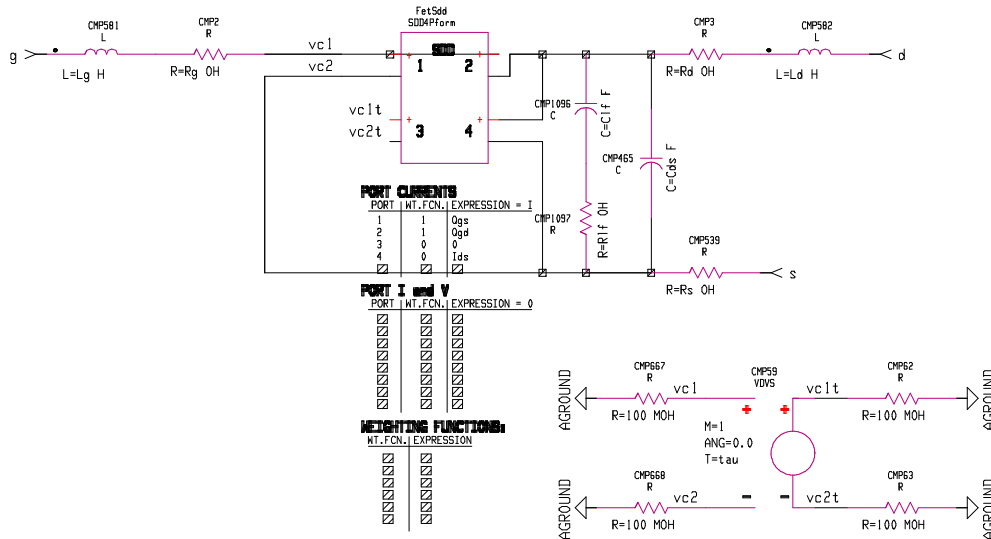 FetSdd
SDD4Pform
CMP581
L
L=Lg H
g
CMP2
R
R=Rg OH
vc1
vc2
SDD
1 2
3 4
vc1t
vc2t
CMP3
R
R=Rd OH
CMP582
L
L=Ld H
d
CMP1096
C
C=Clf F
CMP465
C
C=Cds F
CMP1097
R
R=Rlf OH
CMP539
R
R=Rs OH
s
PORT CURRENTS
PORT WT.FCN. EXPRESSION = I
1 1 Qgs
2 1 Qgd
3 0 0
4 0 Ids
PORT I and V
PORT WT.FCN. EXPRESSION = 0
WEIGHTING FUNCTIONS:
WT.FCN. EXPRESSION
AGROUND
CMP667
R
vc1
R=100 MOH
CMP59
VDVS
M=1
ANG=0.0
T=tau
vc1t
CMP62
R
R=100 MOH
AGROUND
AGROUND
CMP668
R
vc2
R=100 MOH
vc2t
CMP63
R
R=100 MOH
AGROUND